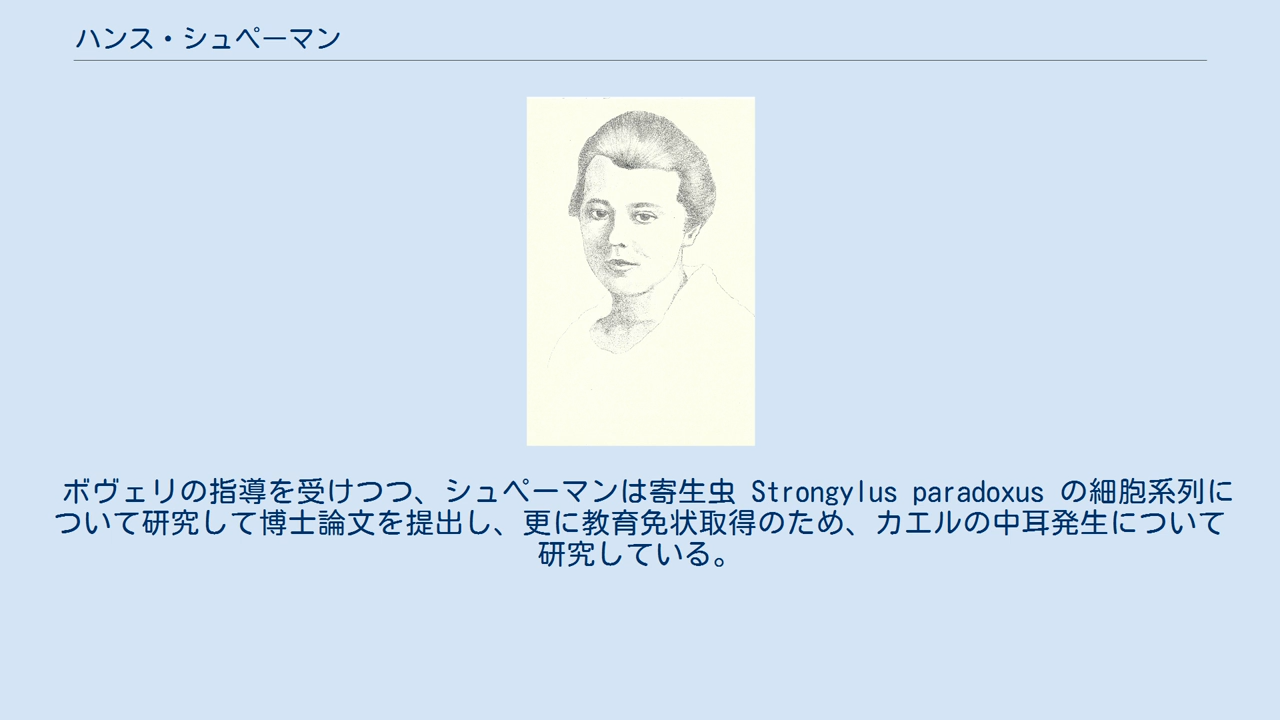 ハンス・シュペーマン
ボヴェリの指導を受けつつ、シュペーマンは寄生虫 Strongylus paradoxus の細胞系列に
ついて研究して博士論文を提出し、更に教育免状取得のため、カエルの中耳発生について
研究している。